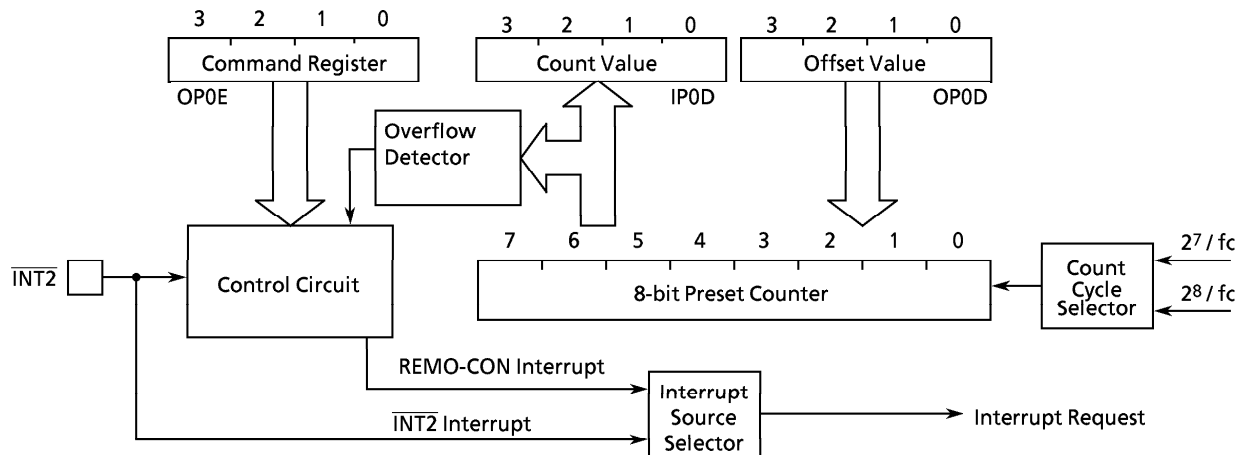 3 2 1 0
Command Register
OP0E
3 2 1 0
Count Value
IP0D
3 2 1 0
Offset Value
OP0D
Overflow
Detector
7 6 5 4 3 2 1 0
8-bit Preset Counter
INT2
Control Circuit
Count
Cycle
Selector
2⁷ / fc
2⁸ / fc
REMO-CON Interrupt
INT2 Interrupt
Interrupt
Source
Selector
Interrupt Request